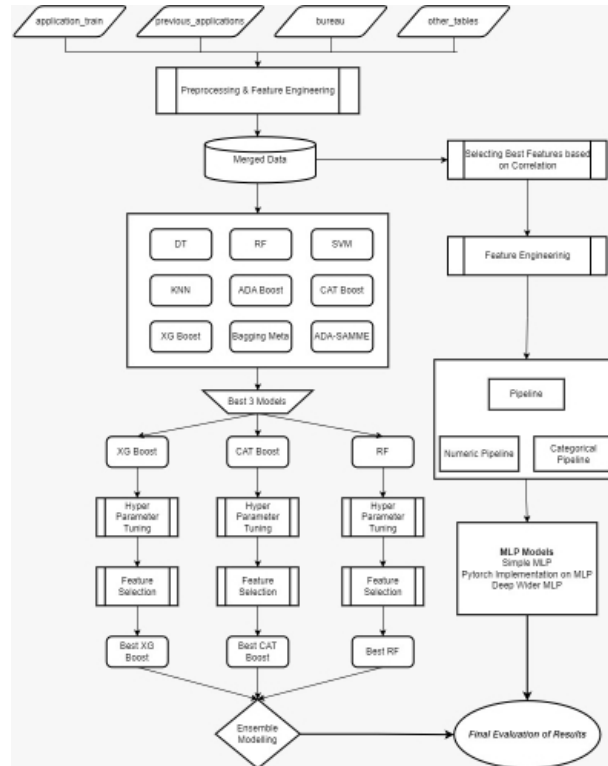 application_train
previous_applications
bureau
other_tables
Preprocessing & Feature Engineering
Merged Data
Selecting Best Features based
on Correlation
DT
RF
SVM
Feature Engineerinig
KNN
ADA Boost
CAT Boost
XG Boost
Bagging Meta
ADA-SAMME
Pipeline
Best 3 Models
Numeric Pipeline
Categorical
Pipeline
XG Boost
CAT Boost
RF
Hyper
Parameter
Tuning
Hyper
Parameter
Tuning
Hyper
Parameter
Tuning
MLP Models
Simple MLP
Pytorch Implementation on MLP
Deep Wider MLP
Feature
Selection
Feature
Selection
Feature
Selection
Best XG
Boost
Best CAT
Boost
Best RF
Ensemble
Modelling
Final Evaluation of Results